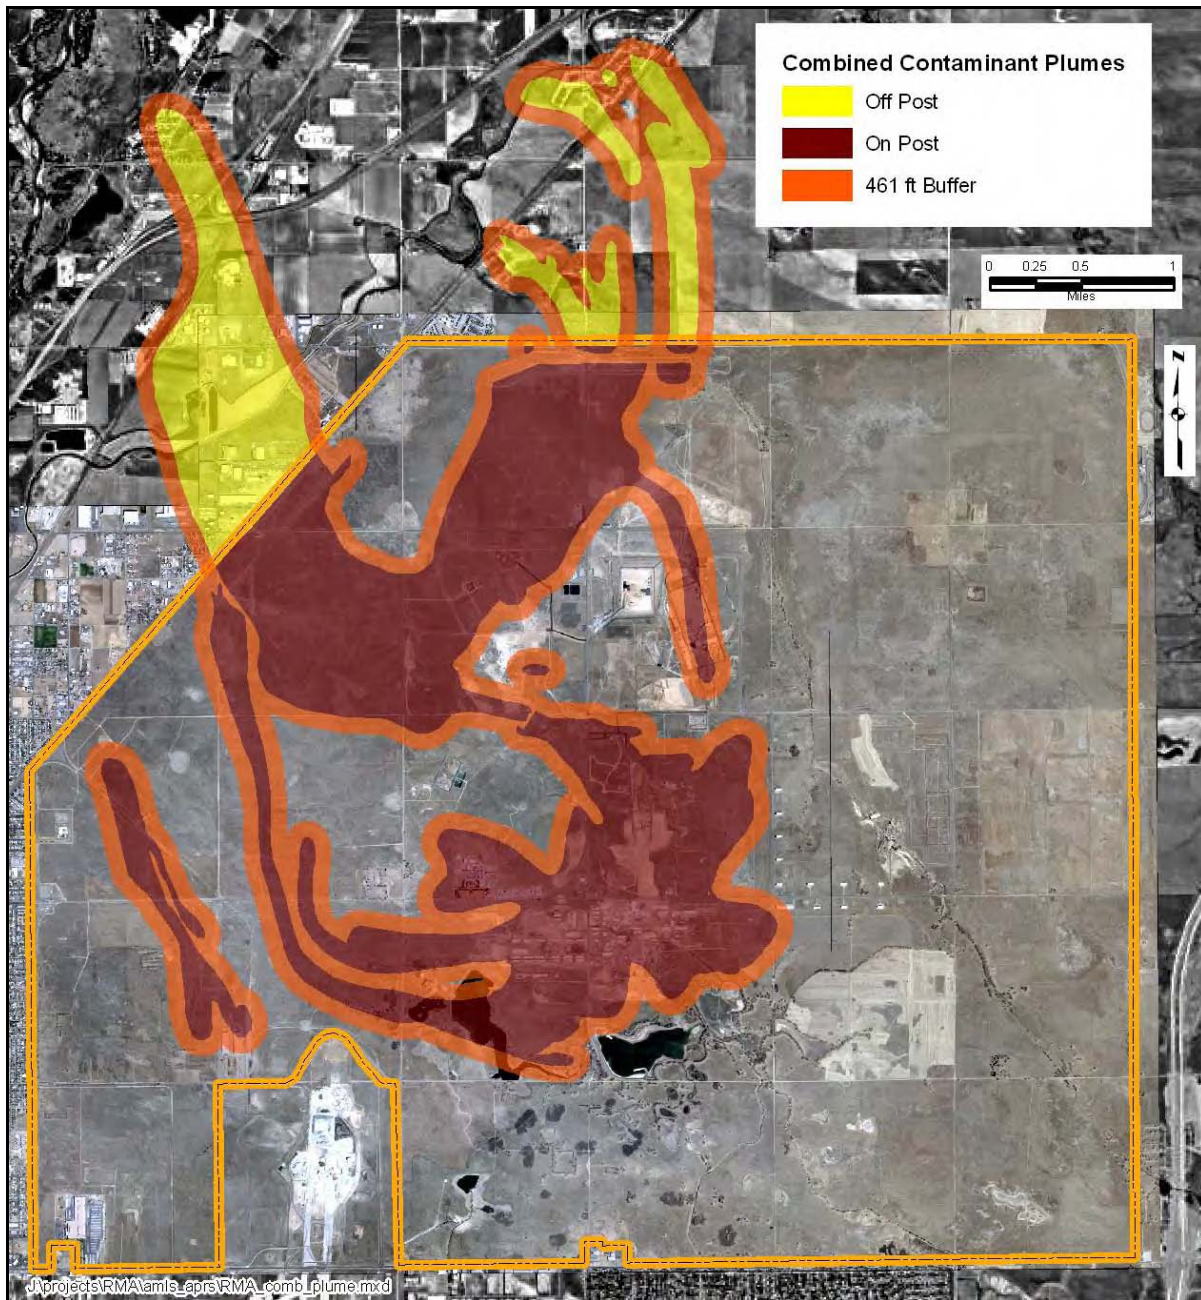 Combined Contaminant Plumes
Off Post
On Post
461 ft Buffer
0 0.25 0.5 1
Miles
N
J:\projects\RMA\amls_aprs\RMA_comb_plume.mxd